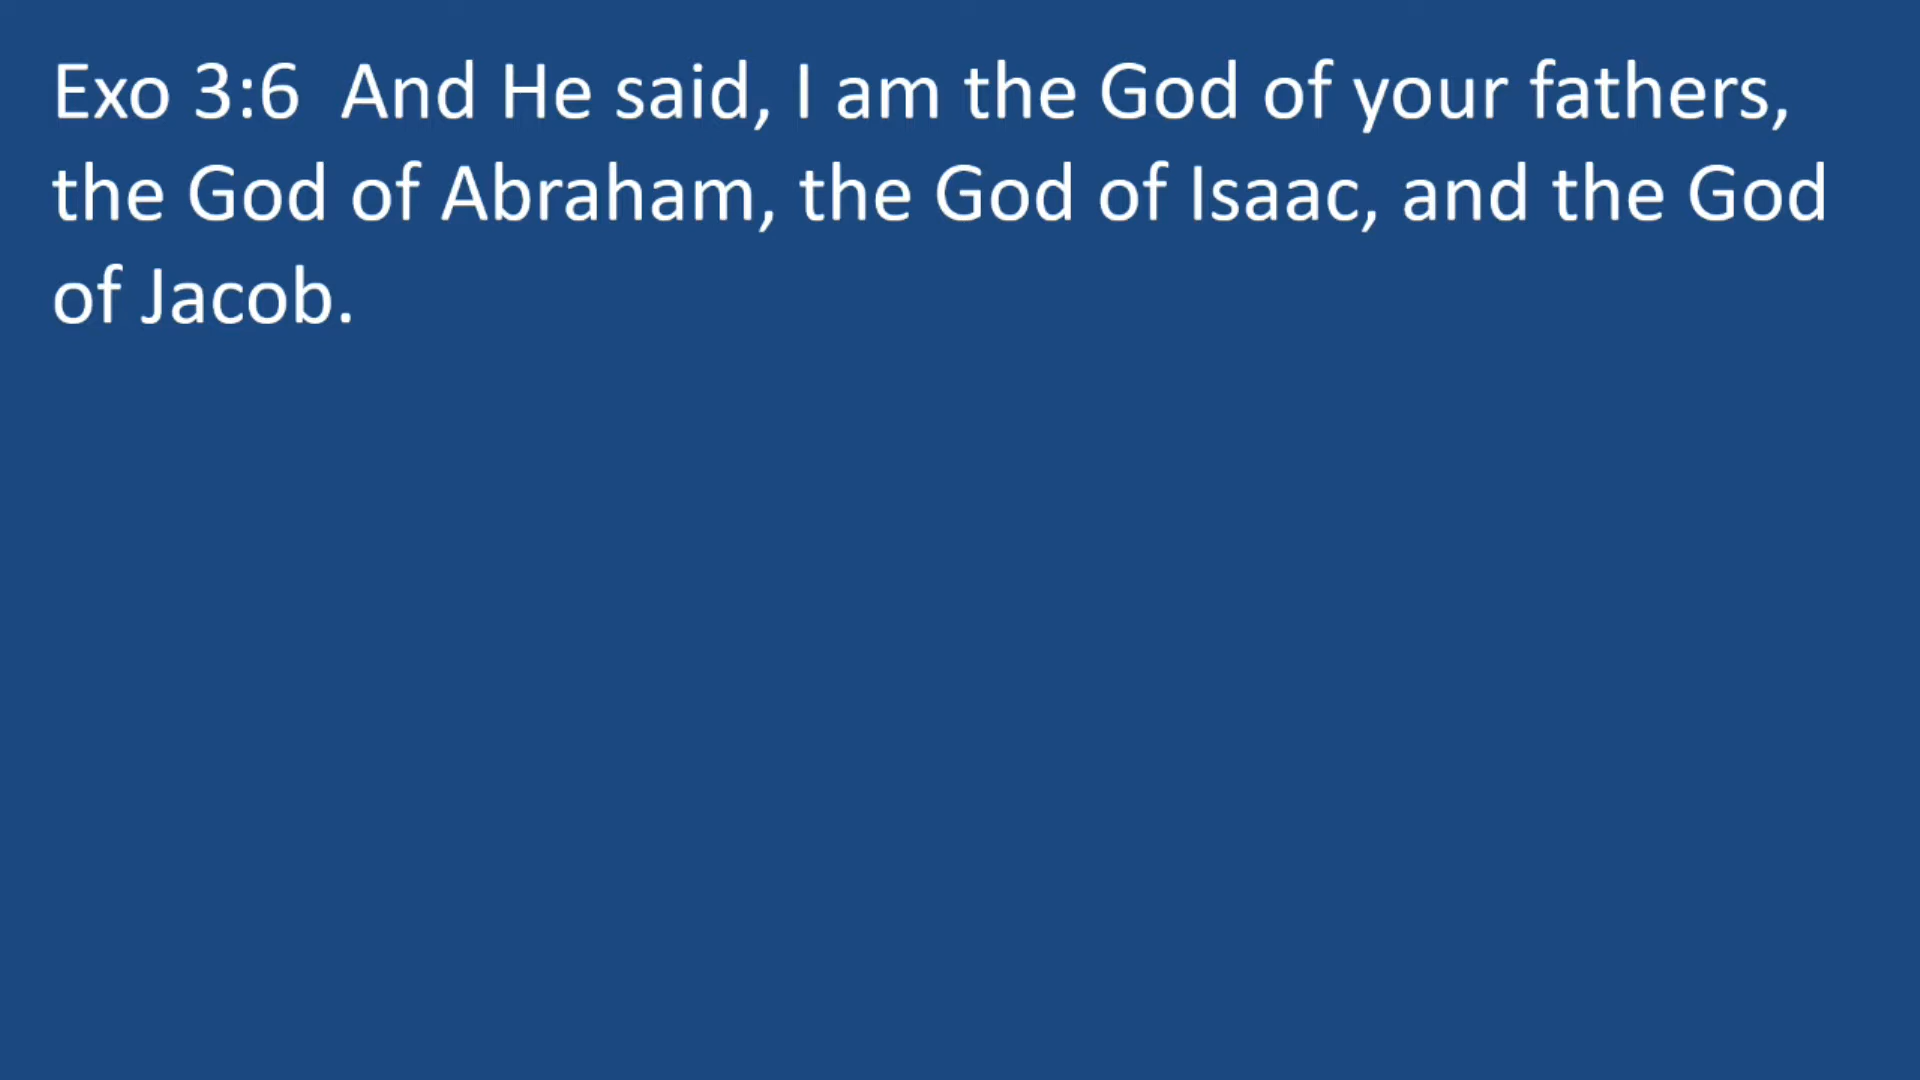 Exo 3:6  And He said, I am the God of your fathers,
the God of Abraham, the God of Isaac, and the God
of Jacob.